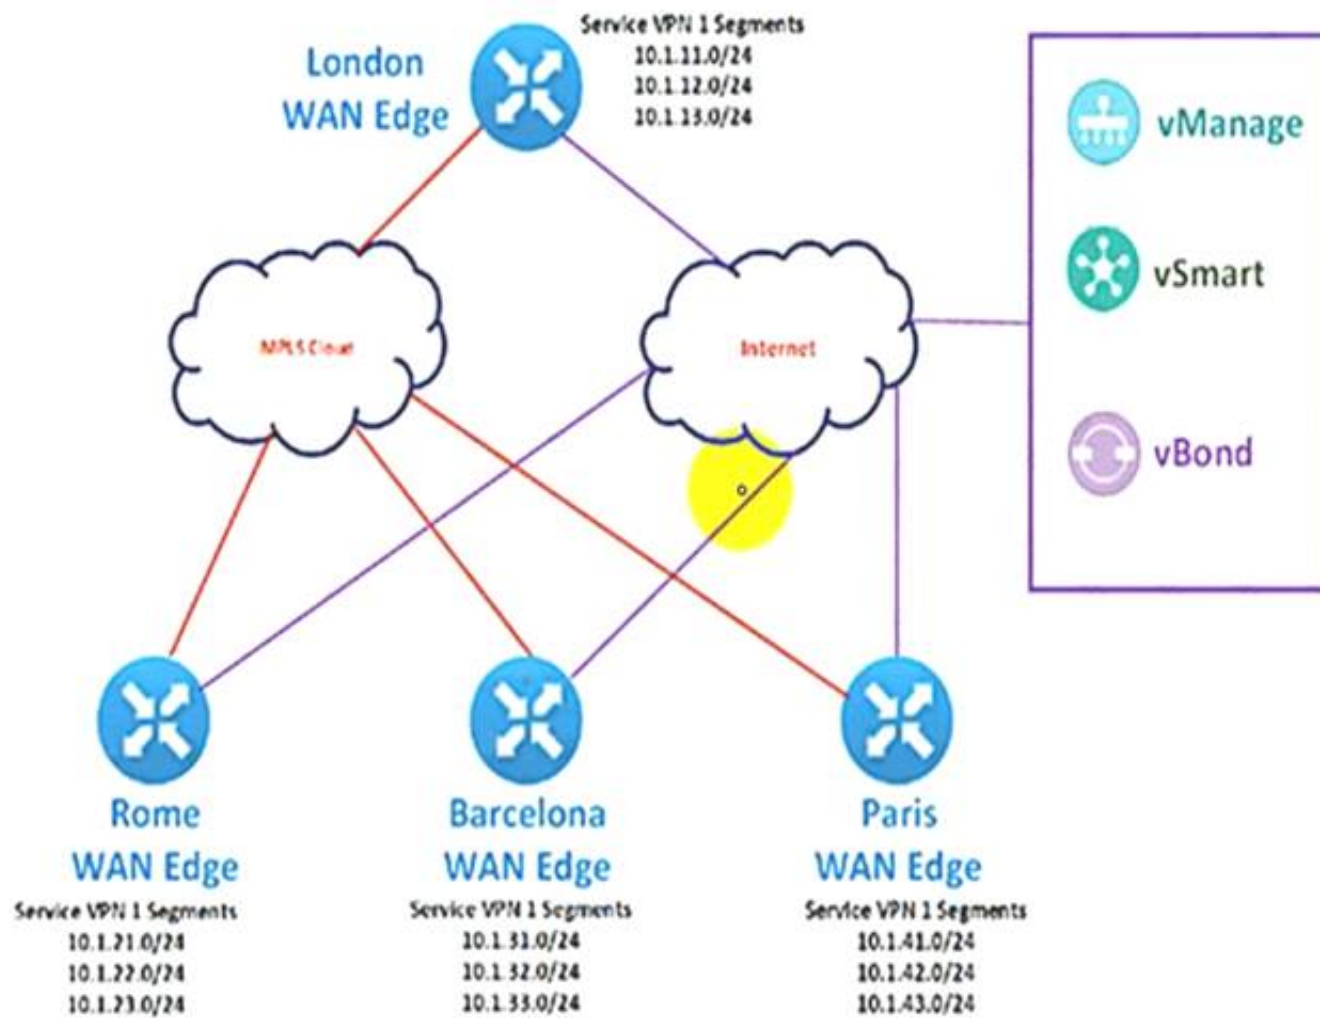 London
WAN Edge
Service VPN 1 Segments
10.1.11.0/24
10.1.12.0/24
10.1.13.0/24
MPLS Cloud
Internet
vManage
vSmart
vBond
Rome
WAN Edge
Service VPN 1 Segments
10.1.21.0/24
10.1.22.0/24
10.1.23.0/24
Barcelona
WAN Edge
Service VPN 1 Segments
10.1.31.0/24
10.1.32.0/24
10.1.33.0/24
Paris
WAN Edge
Service VPN 1 Segments
10.1.41.0/24
10.1.42.0/24
10.1.43.0/24